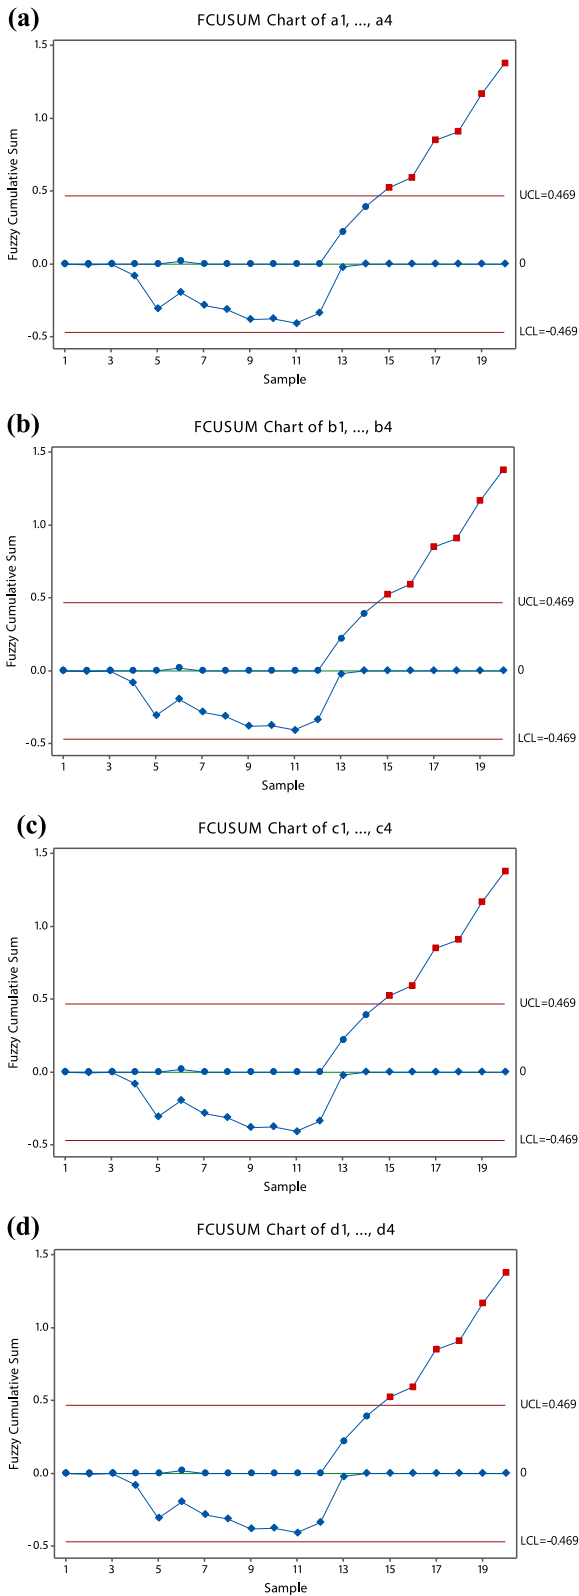 (a)
FCUSUM Chart of a1, ..., a4
1.5
1.0
0.5
0.0
-0.5
Fuzzy Cumulative Sum
UCL=0.469
0
LCL=-0.469
1 3 5 7 9 11 13 15 17 19
Sample
(b)
FCUSUM Chart of b1, ..., b4
1.5
1.0
0.5
0.0
-0.5
Fuzzy Cumulative Sum
UCL=0.469
0
LCL=-0.469
1 3 5 7 9 11 13 15 17 19
Sample
(c)
FCUSUM Chart of c1, ..., c4
1.5
1.0
0.5
0.0
-0.5
Fuzzy Cumulative Sum
UCL=0.469
0
LCL=-0.469
1 3 5 7 9 11 13 15 17 19
Sample
(d)
FCUSUM Chart of d1, ..., d4
1.5
1.0
0.5
0.0
-0.5
Fuzzy Cumulative Sum
UCL=0.469
0
LCL=-0.469
1 3 5 7 9 11 13 15 17 19
Sample